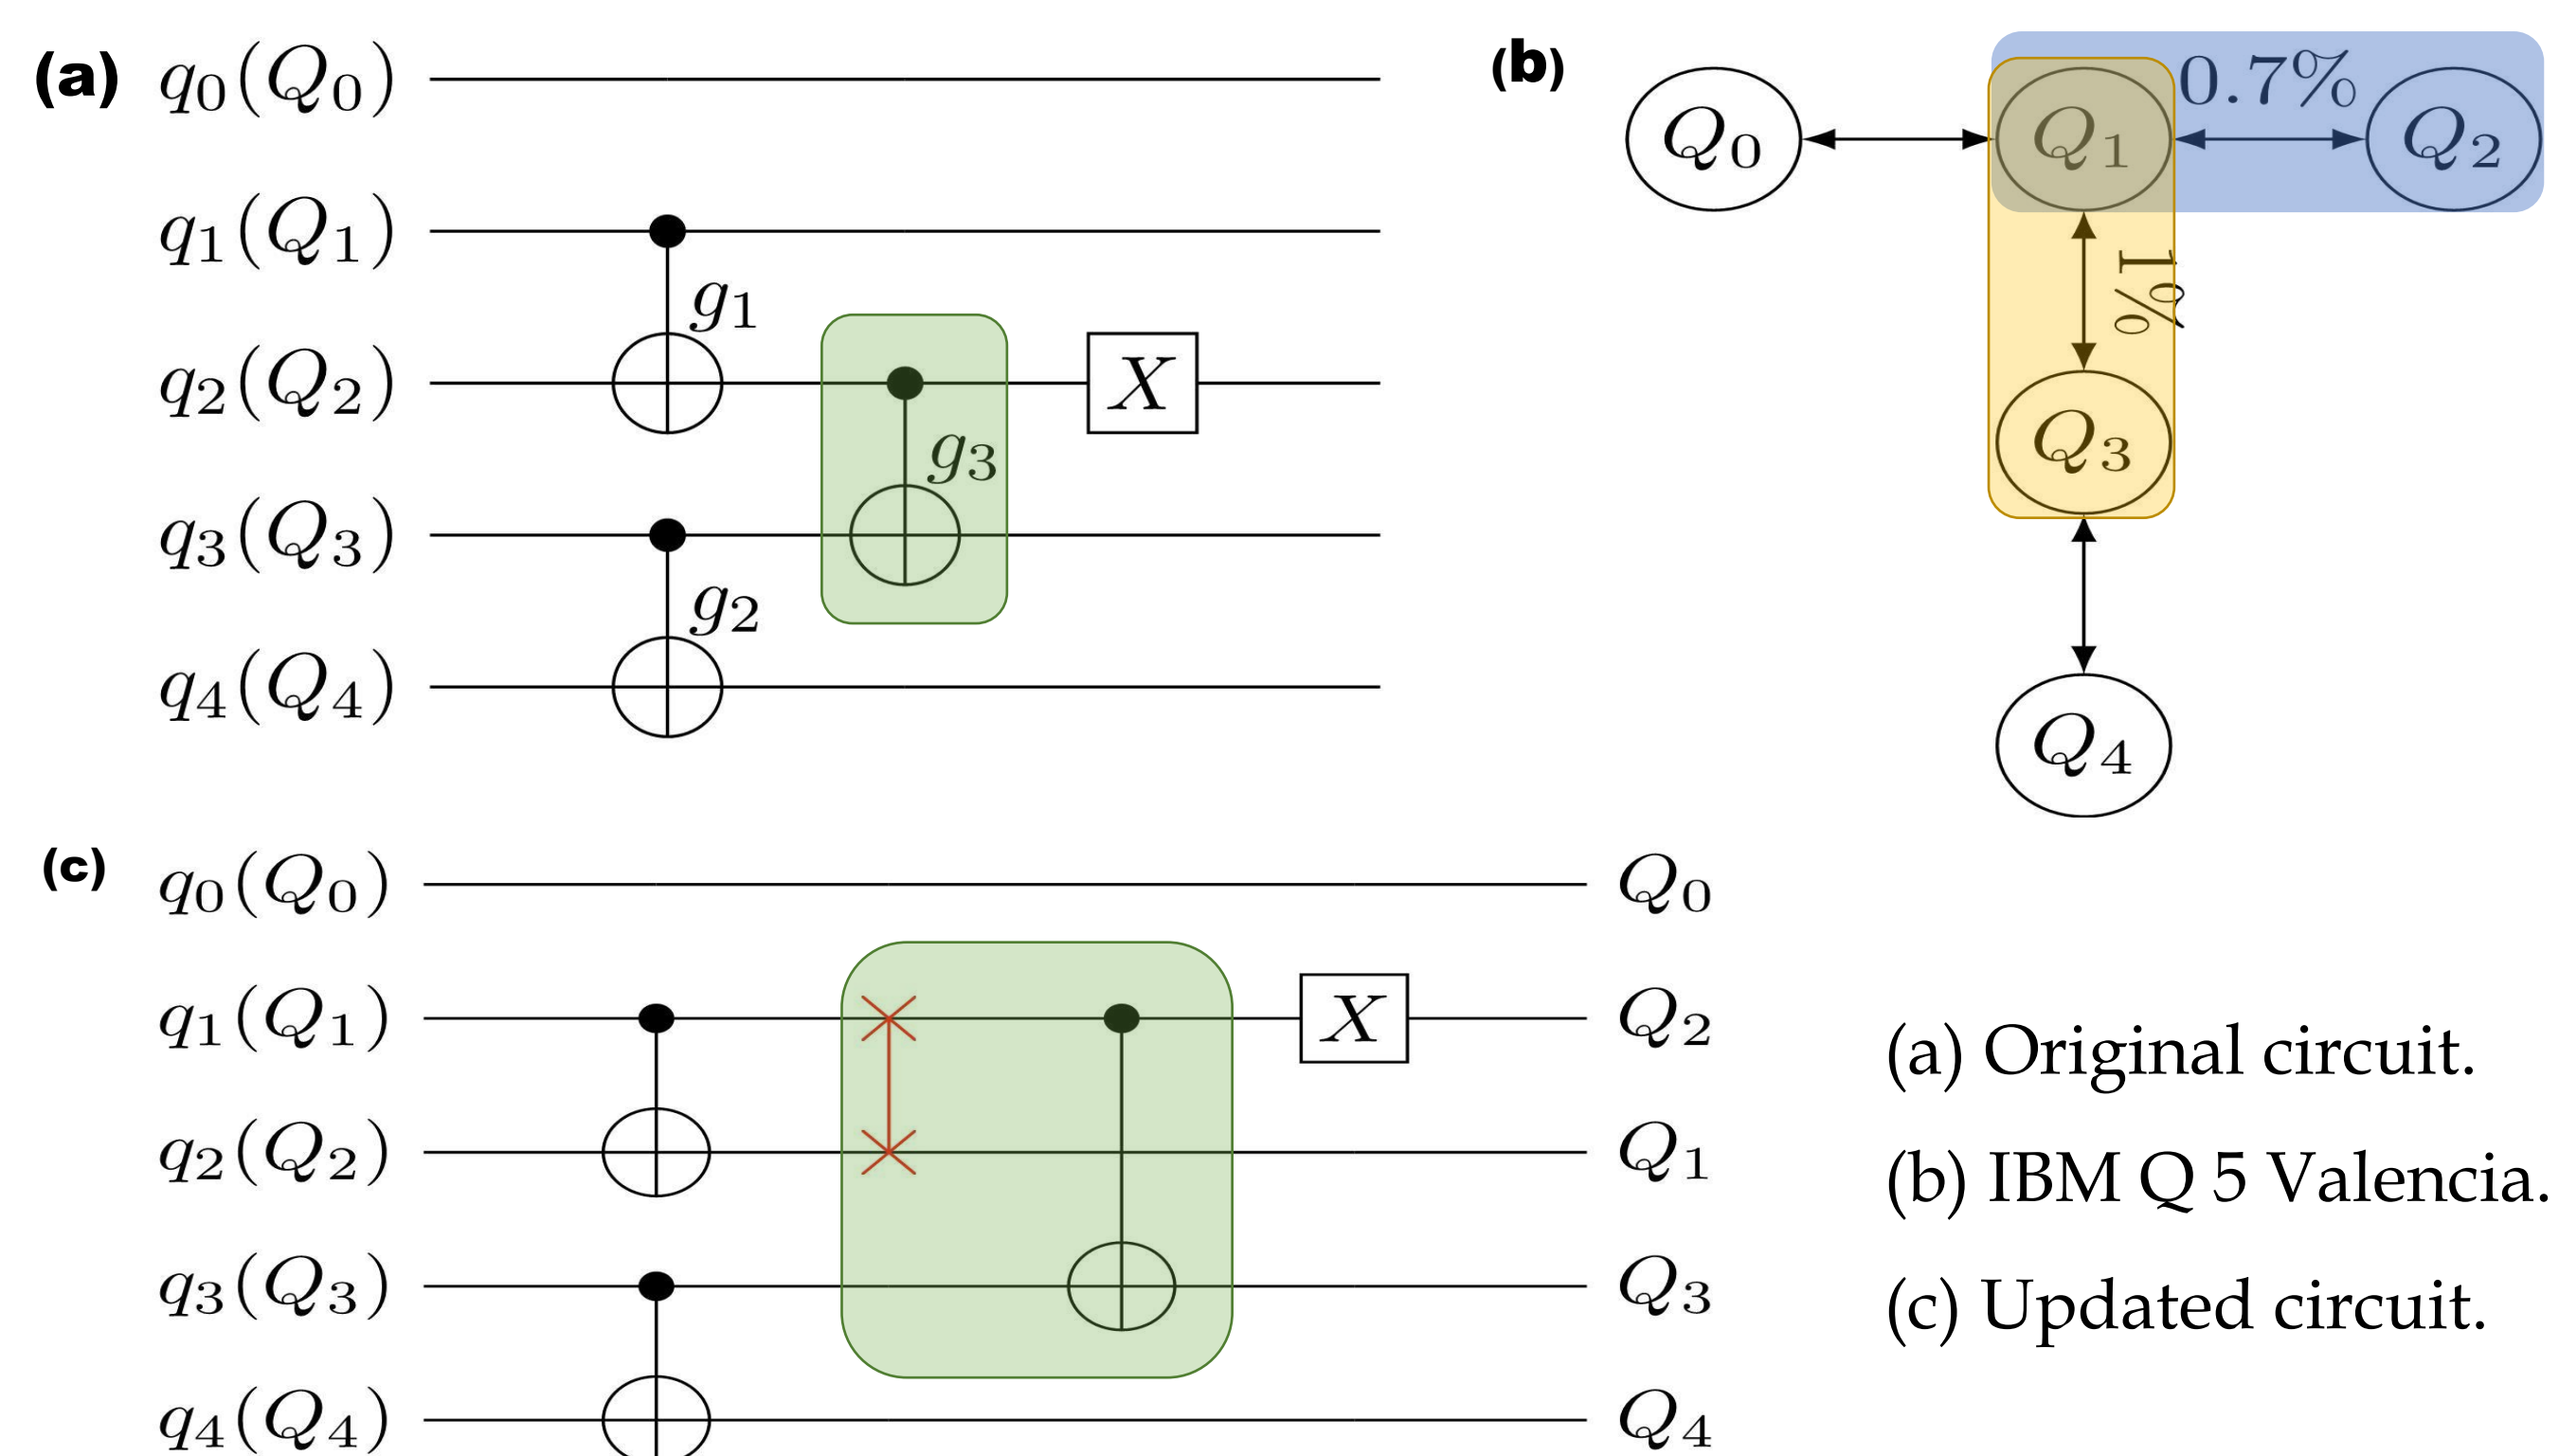 (a)
q₀(Q₀)
q₁(Q₁)
g₁
q₂(Q₂)
X
g₃
q₃(Q₃)
g₂
q₄(Q₄)
(b)
0.7%
Q₀
Q₁
Q₂
1%
Q₃
Q₄
(c)
q₀(Q₀)
Q₀
q₁(Q₁)
X
Q₂
q₂(Q₂)
Q₁
q₃(Q₃)
Q₃
q₄(Q₄)
Q₄
(a) Original circuit.
(b) IBM Q 5 Valencia.
(c) Updated circuit.